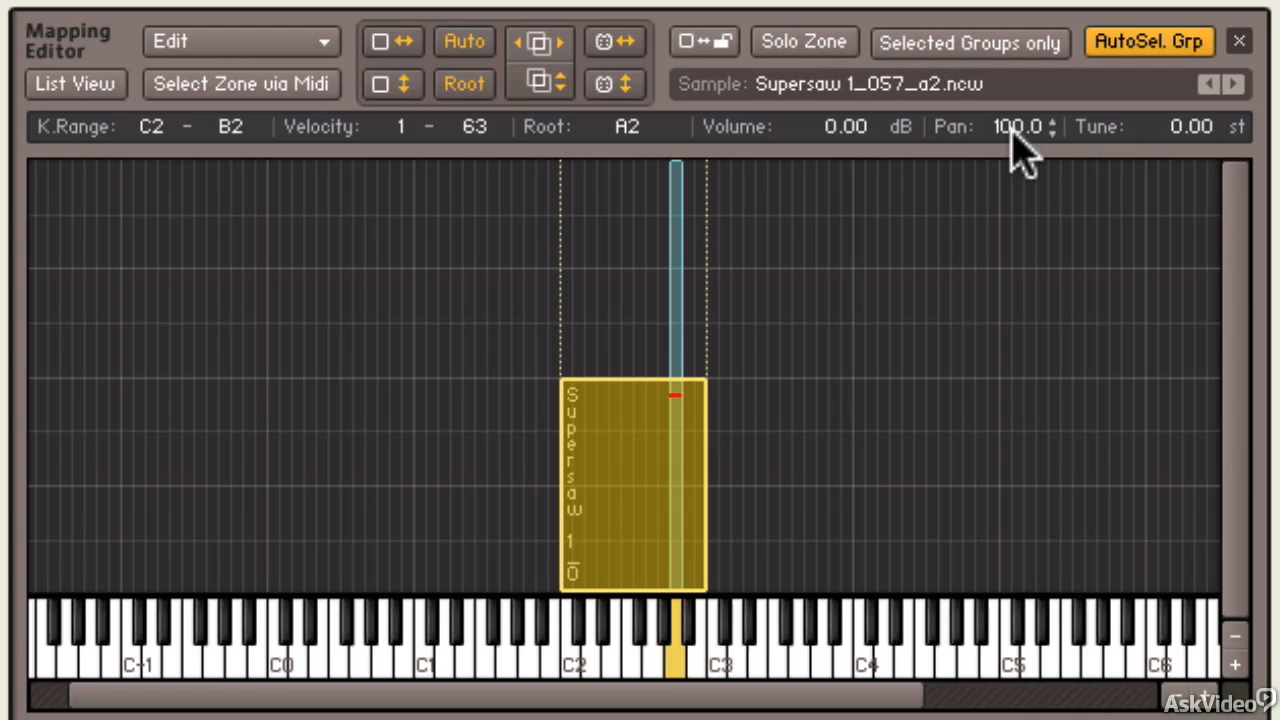 Mapping Editor
Edit
Auto
Solo Zone
Selected Groups only
AutoSel. Grp
List View
Select Zone via Midi
Root
Sample: Supersaw 1_057_a2.ncw
K.Range: C2 - B2 Velocity: 1 - 63 Root: A2 Volume: 0.00 dB Pan: 100.0 Tune: 0.00 st
Supersaw 1_0
C-1 C0 C1 C2 C3 C4 C5 C6
AskVideo